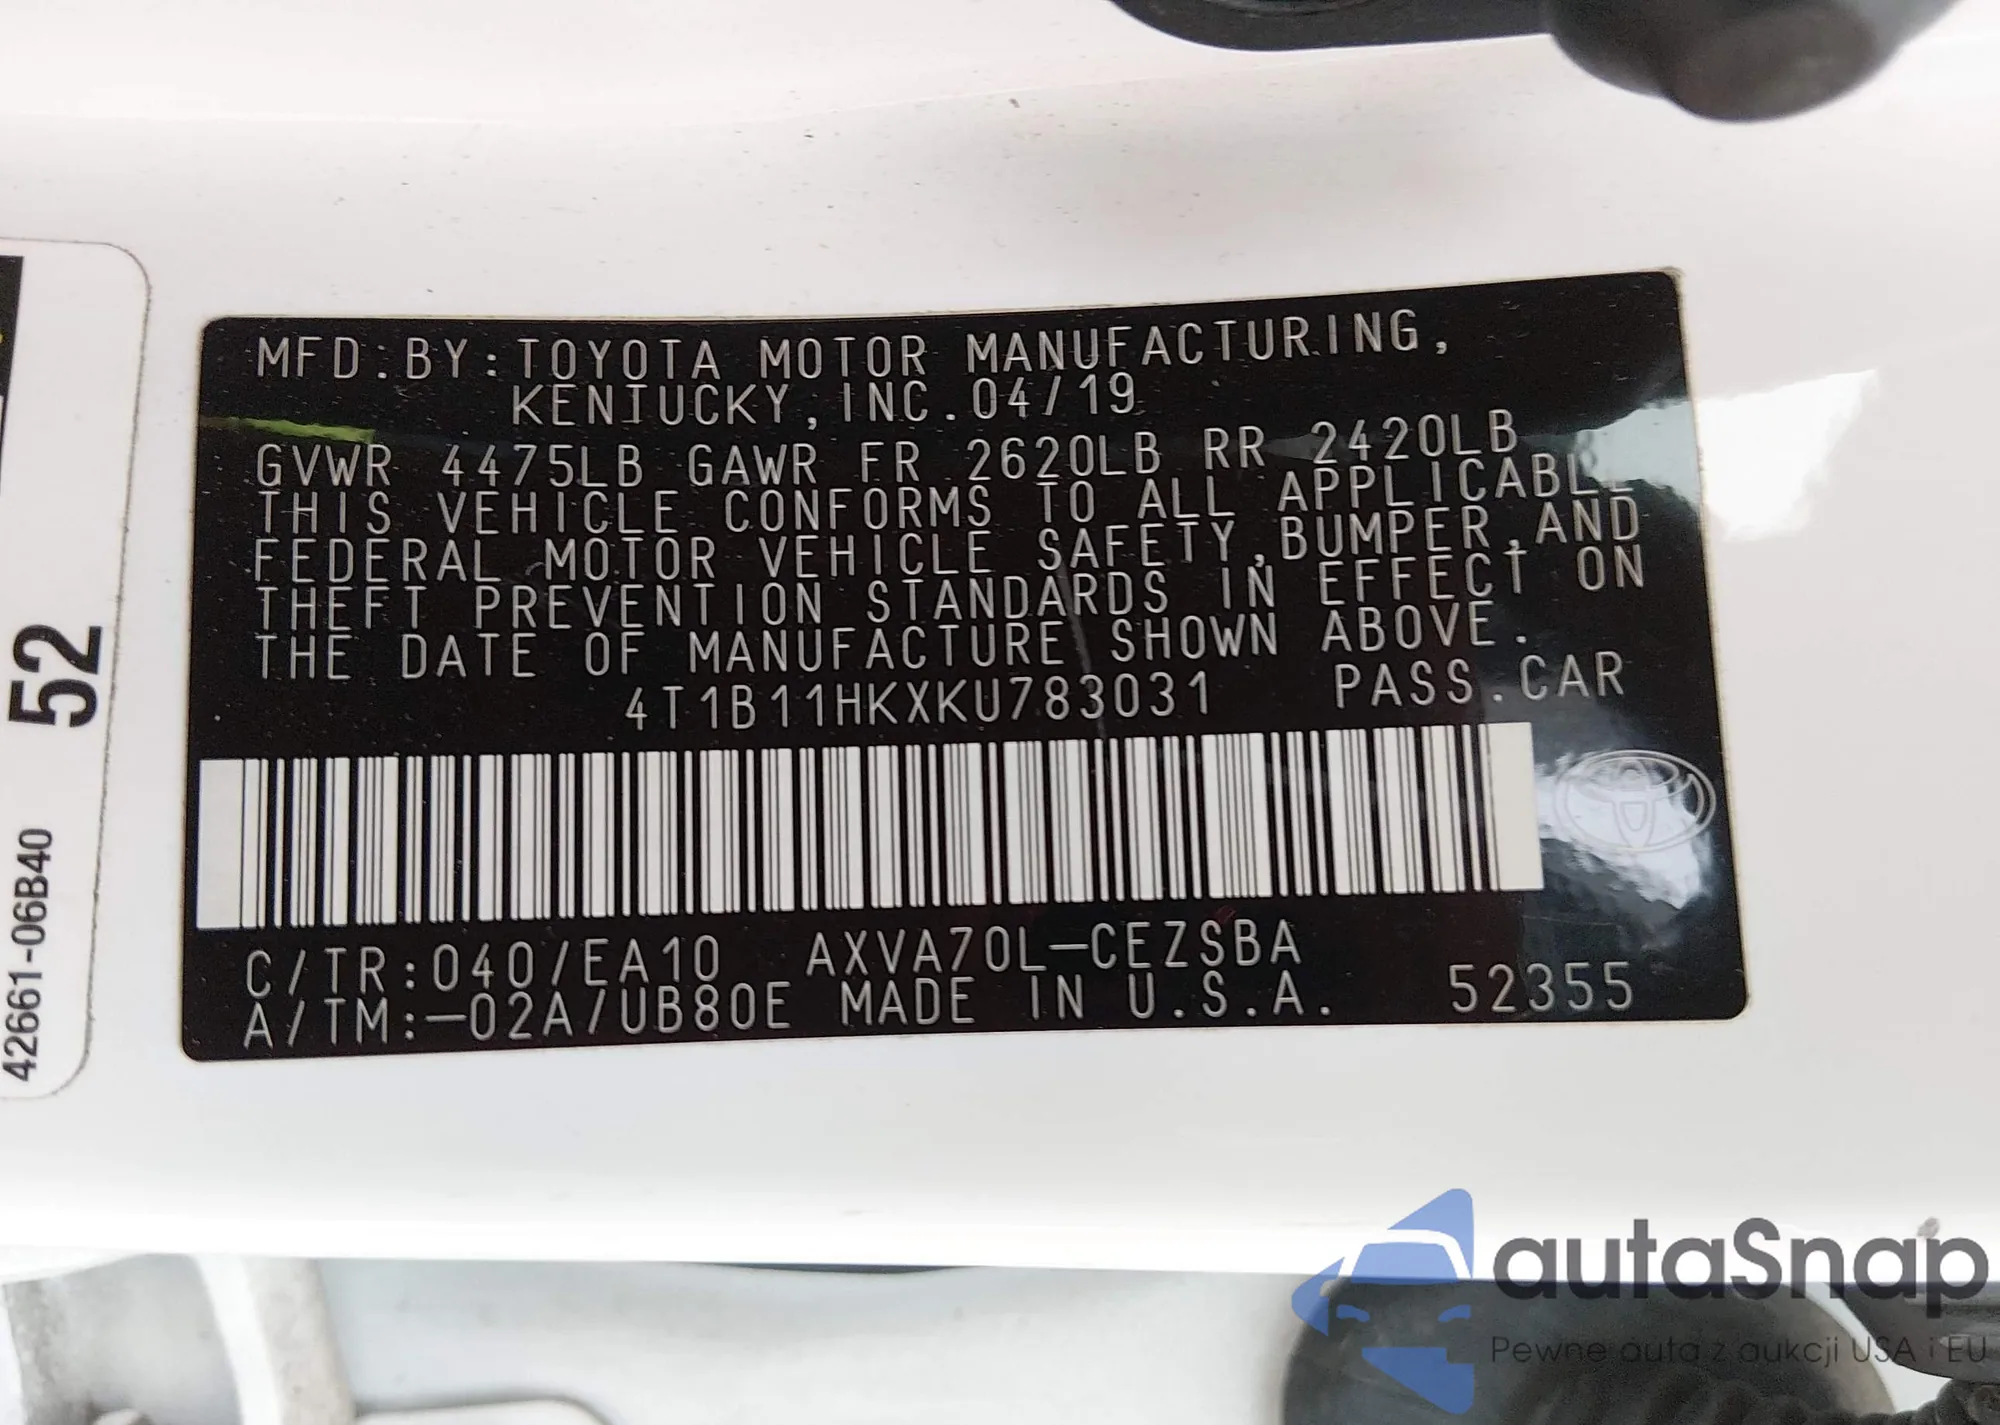 MFD.BY:TOYOTA MOTOR MANUFACTURING,
KENTUCKY,INC.04/19
GVWR 4475LB GAWR FR 2620LB RR 2420LB
THIS VEHICLE CONFORMS TO ALL APPLICABLE
FEDERAL MOTOR VEHICLE SAFETY,BUMPER,AND
THEFT PREVENTION STANDARDS IN EFFECT ON
THE DATE OF MANUFACTURE SHOWN ABOVE.
4T1B11HKXKU783031 PASS.CAR
C/TR:040/EA10 AXVA70L-CEZSBA
A/TM:-02A/UB80E MADE IN U.S.A. 52355
52
42661-06B40
autaSnap
Pewne auta z aukcji USA i EU